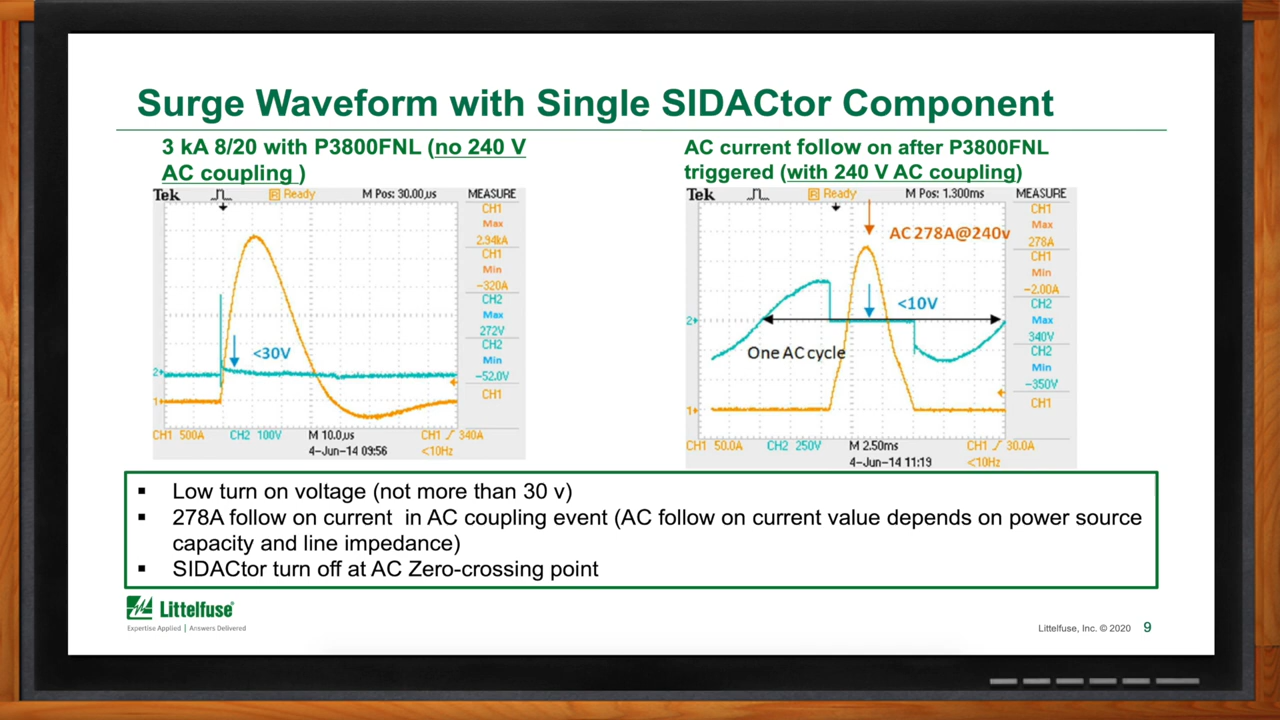 Surge Waveform with Single SIDACtor Component
3 kA 8/20 with P3800FNL (no 240 V
AC coupling )
Tek
R Ready
M Pos: 30.00us
MEASURE
CH1
Max
2.94kA
CH1
Min
-320A
CH2
Max
272V
CH2
Min
-52.0V
CH1
<30V
2
1
CH1 500A
CH2 100V
M 10.0us
CH1 / 340A
4-Jun-14 09:56
<10Hz
AC current follow on after P3800FNL
triggered (with 240 V AC coupling)
Tek
R Ready
M Pos: 1.300ms
MEASURE
CH1
Max
278A
CH1
Min
-2.00A
CH2
Max
340V
CH2
Min
-350V
CH1
AC 278A@240v
<10V
One AC cycle
2
1
CH1 50.0A
CH2 250V
M 2.50ms
CH1 / 30.0A
4-Jun-14 11:19
<10Hz
▪ Low turn on voltage (not more than 30 v)
▪ 278A follow on current in AC coupling event (AC follow on current value depends on power source
capacity and line impedance)
▪ SIDACtor turn off at AC Zero-crossing point
Littelfuse®
Expertise Applied | Answers Delivered
Littelfuse, Inc. © 2020 9